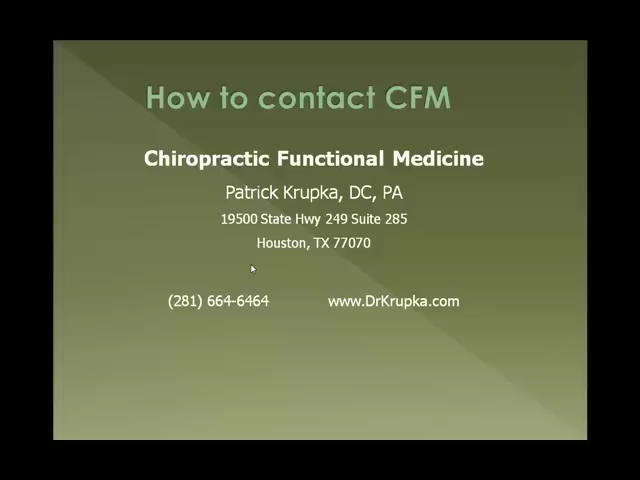 How to contact CFM
Chiropractic Functional Medicine
Patrick Krupka, DC, PA
19500 State Hwy 249 Suite 285
Houston, TX 77070
(281) 664-6464 www.DrKrupka.com